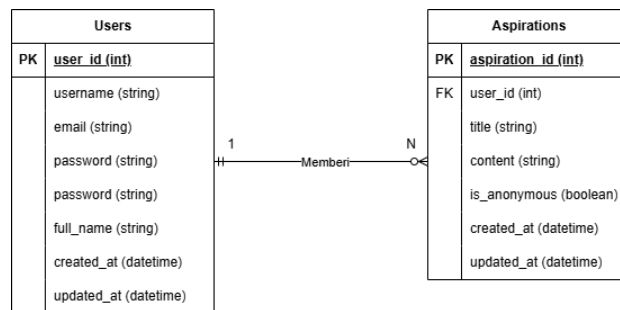 Users
PK user_id (int)
username (string)
email (string)
password (string)
password (string)
full_name (string)
created_at (datetime)
updated_at (datetime)
1
Memberi
N
Aspirations
PK aspiration_id (int)
FK user_id (int)
title (string)
content (string)
is_anonymous (boolean)
created_at (datetime)
updated_at (datetime)